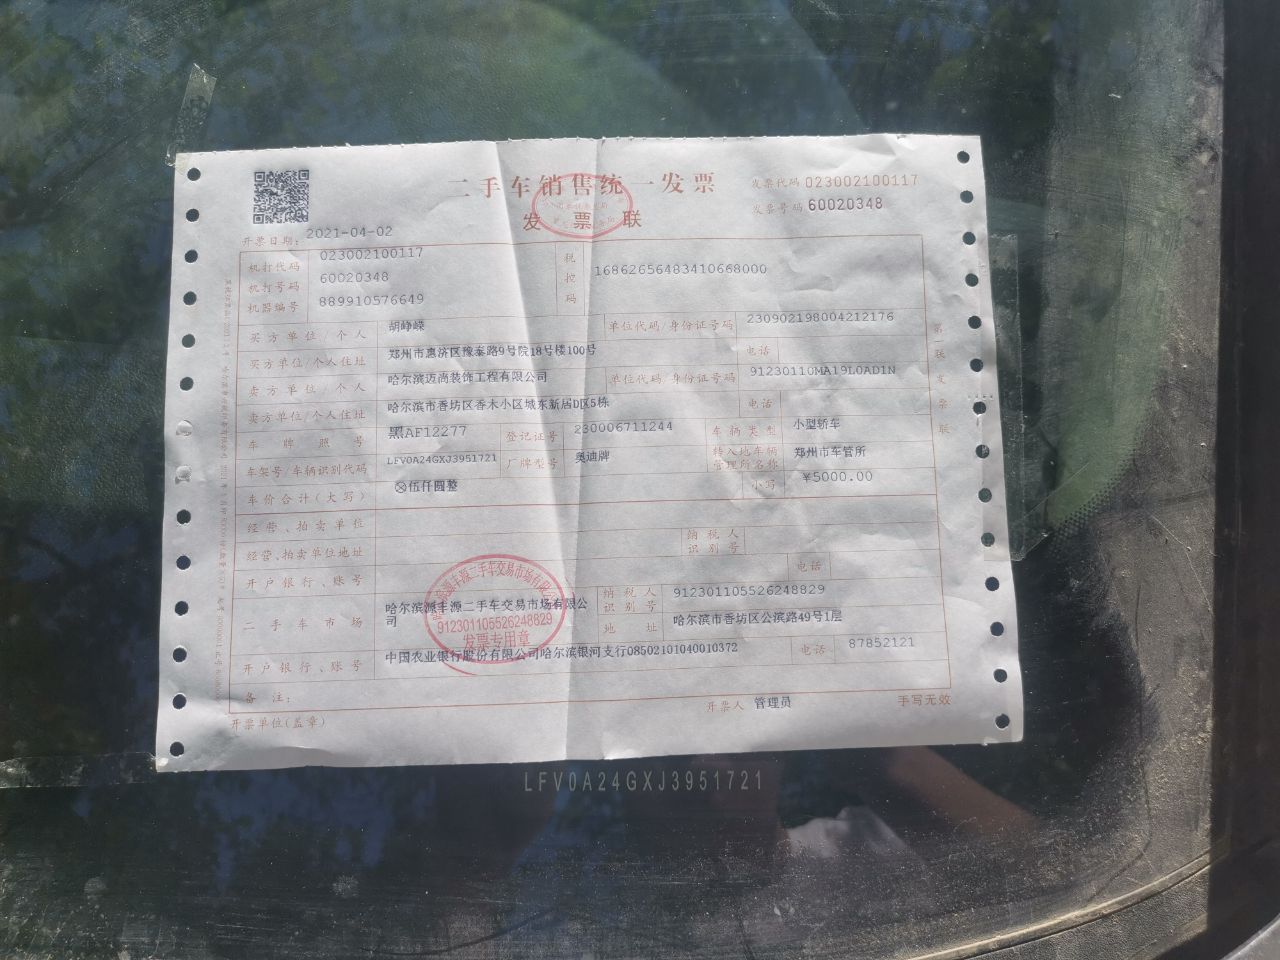 二手车销售统一发票
发票联
发票代码 023002100117
发票号码 60020348
开票日期: 2021-04-02
机打代码 023002100117
机打号码 60020348
机器编号 889910576649
税控码 16862656483410668000
买方单位/个人 胡峥嵘 单位代码/身份证号码 230902198004212176
买方单位/个人住址 郑州市惠济区豫泰路9号院18号楼100号 电话
卖方单位/个人 哈尔滨迈尚装饰工程有限公司 单位代码/身份证号码 91230110MA19L0AD1N
卖方单位/个人住址 哈尔滨市香坊区香木小区城东新居D区5栋 电话
车牌照号 黑AF12277 登记证号 230006711244 车辆类型 小型轿车
车架号/车辆识别代码 LFV0A24GXJ3951721 厂牌型号 奥迪牌 转入地车辆管理所名称 郑州市车管所
车价合计(大写) ⊗伍仟圆整 小写 ¥5000.00
经营、拍卖单位
经营、拍卖单位地址 纳税人识别号
开户银行、账号 电话
二手车市场 哈尔滨源丰源二手车交易市场有限公司 纳税人识别号 912301105526248829
地址 哈尔滨市香坊区公滨路49号1层
开户银行、账号 中国农业银行股份有限公司哈尔滨银河支行08502101040010372 电话 87852121
备注:
开票单位(盖章) 开票人 管理员 手写无效
第一联 发票联
912301105526248829
发票专用章
LFV0A24GXJ3951721